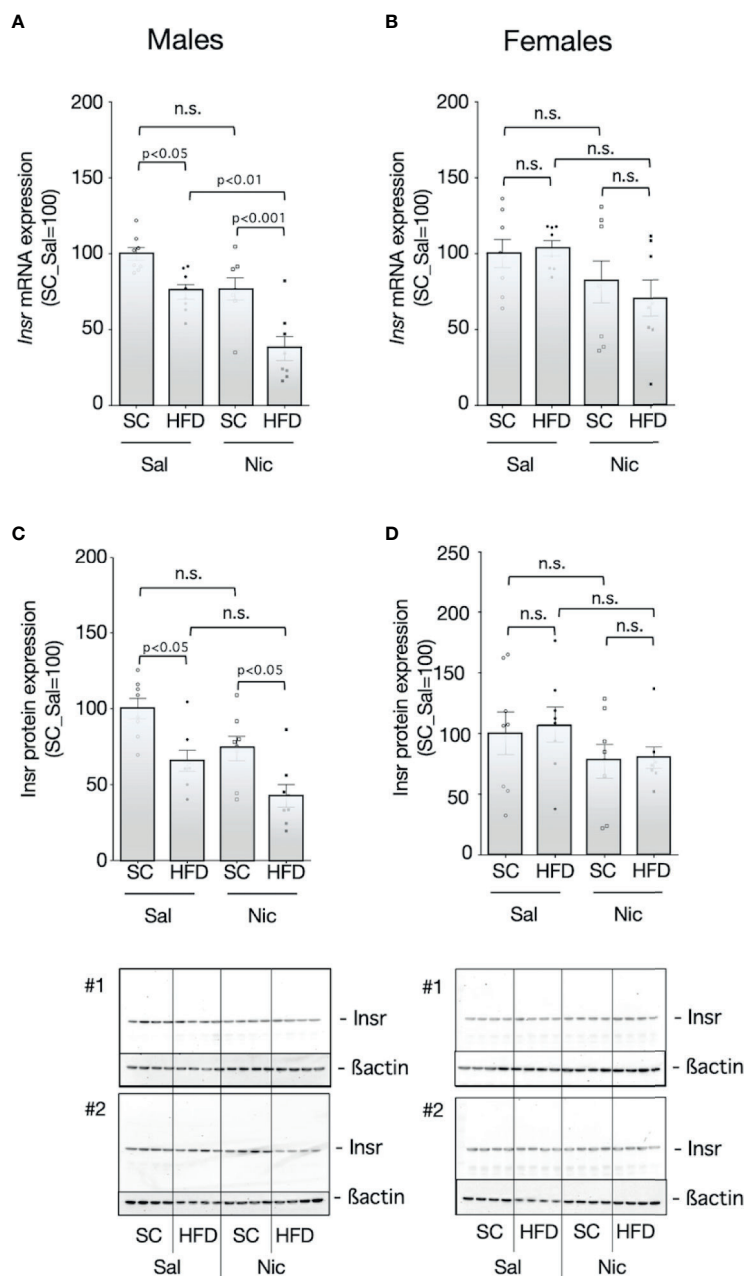 A
Males
Insr mRNA expression
(SC_Sal=100)
200
150
100
50
0
n.s.
p<0.05
p<0.01
p<0.001
SC HFD SC HFD
Sal Nic
B
Females
Insr mRNA expression
(SC_Sal=100)
200
150
100
50
0
n.s.
n.s.
n.s.
n.s.
SC HFD SC HFD
Sal Nic
C
Insr protein expression
(SC_Sal=100)
200
150
100
50
0
n.s.
n.s.
p<0.05
p<0.05
SC HFD SC HFD
Sal Nic
D
Insr protein expression
(SC_Sal=100)
250
200
150
100
50
0
n.s.
n.s.
n.s.
n.s.
SC HFD SC HFD
Sal Nic
#1
- Insr
- ßactin
#2
- Insr
- ßactin
SC HFD SC HFD
Sal Nic
#1
- Insr
- ßactin
#2
- Insr
- ßactin
SC HFD SC HFD
Sal Nic